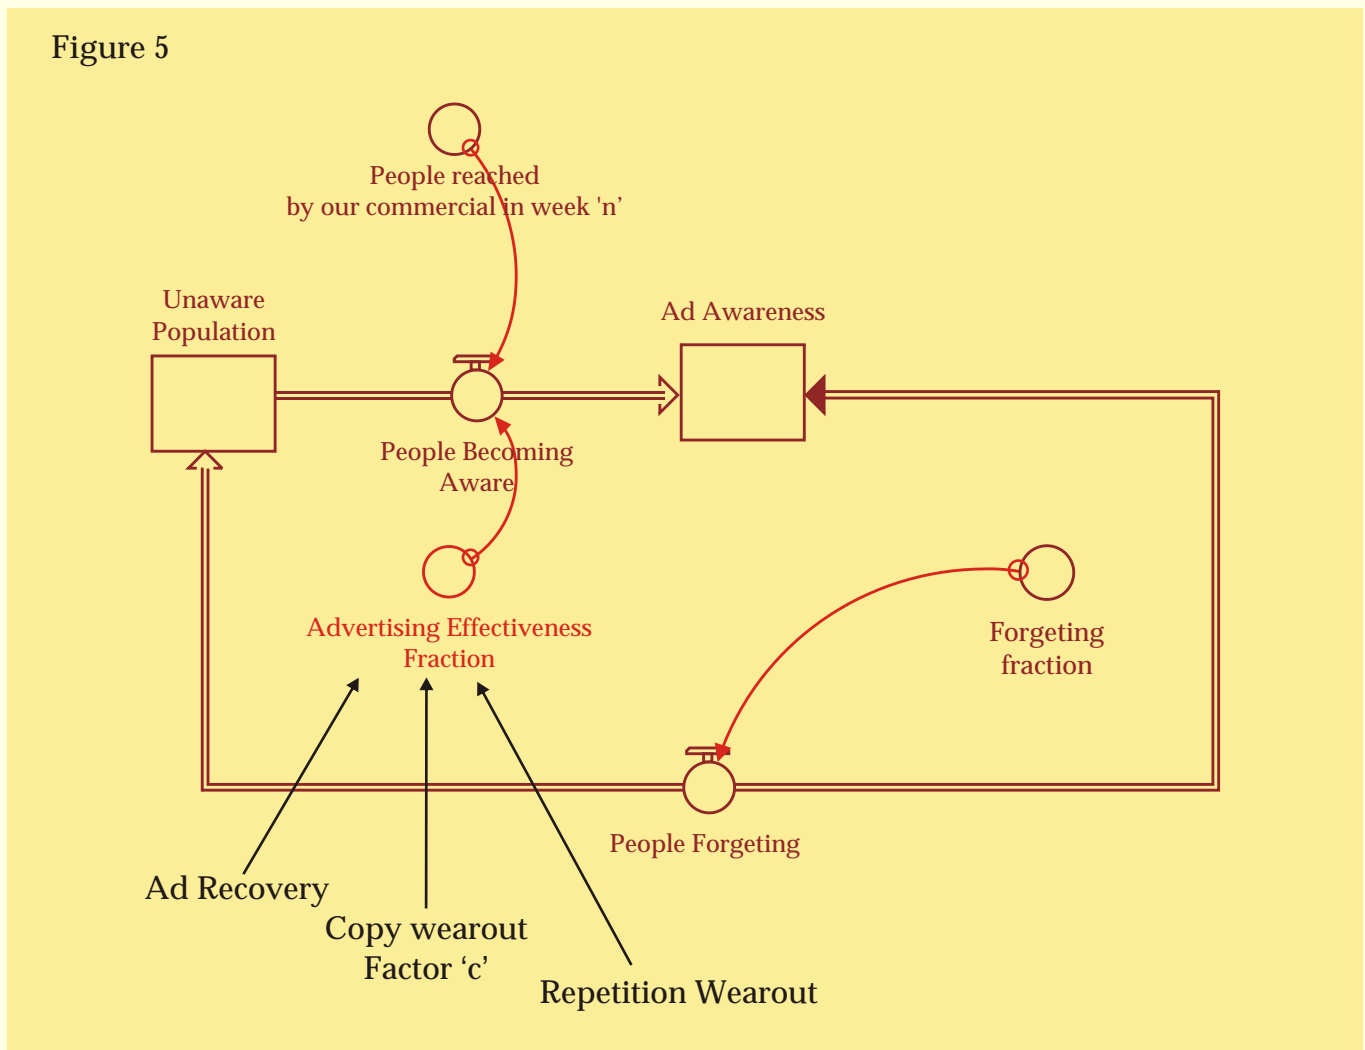 Figure 5
People reached
by our commercial in week 'n’
Unaware
Population
Ad Awareness
People Becoming
Aware
Advertising Effectiveness
Fraction
Forgeting
fraction
People Forgeting
Ad Recovery
Copy wearout
Factor ‘c’
Repetition Wearout